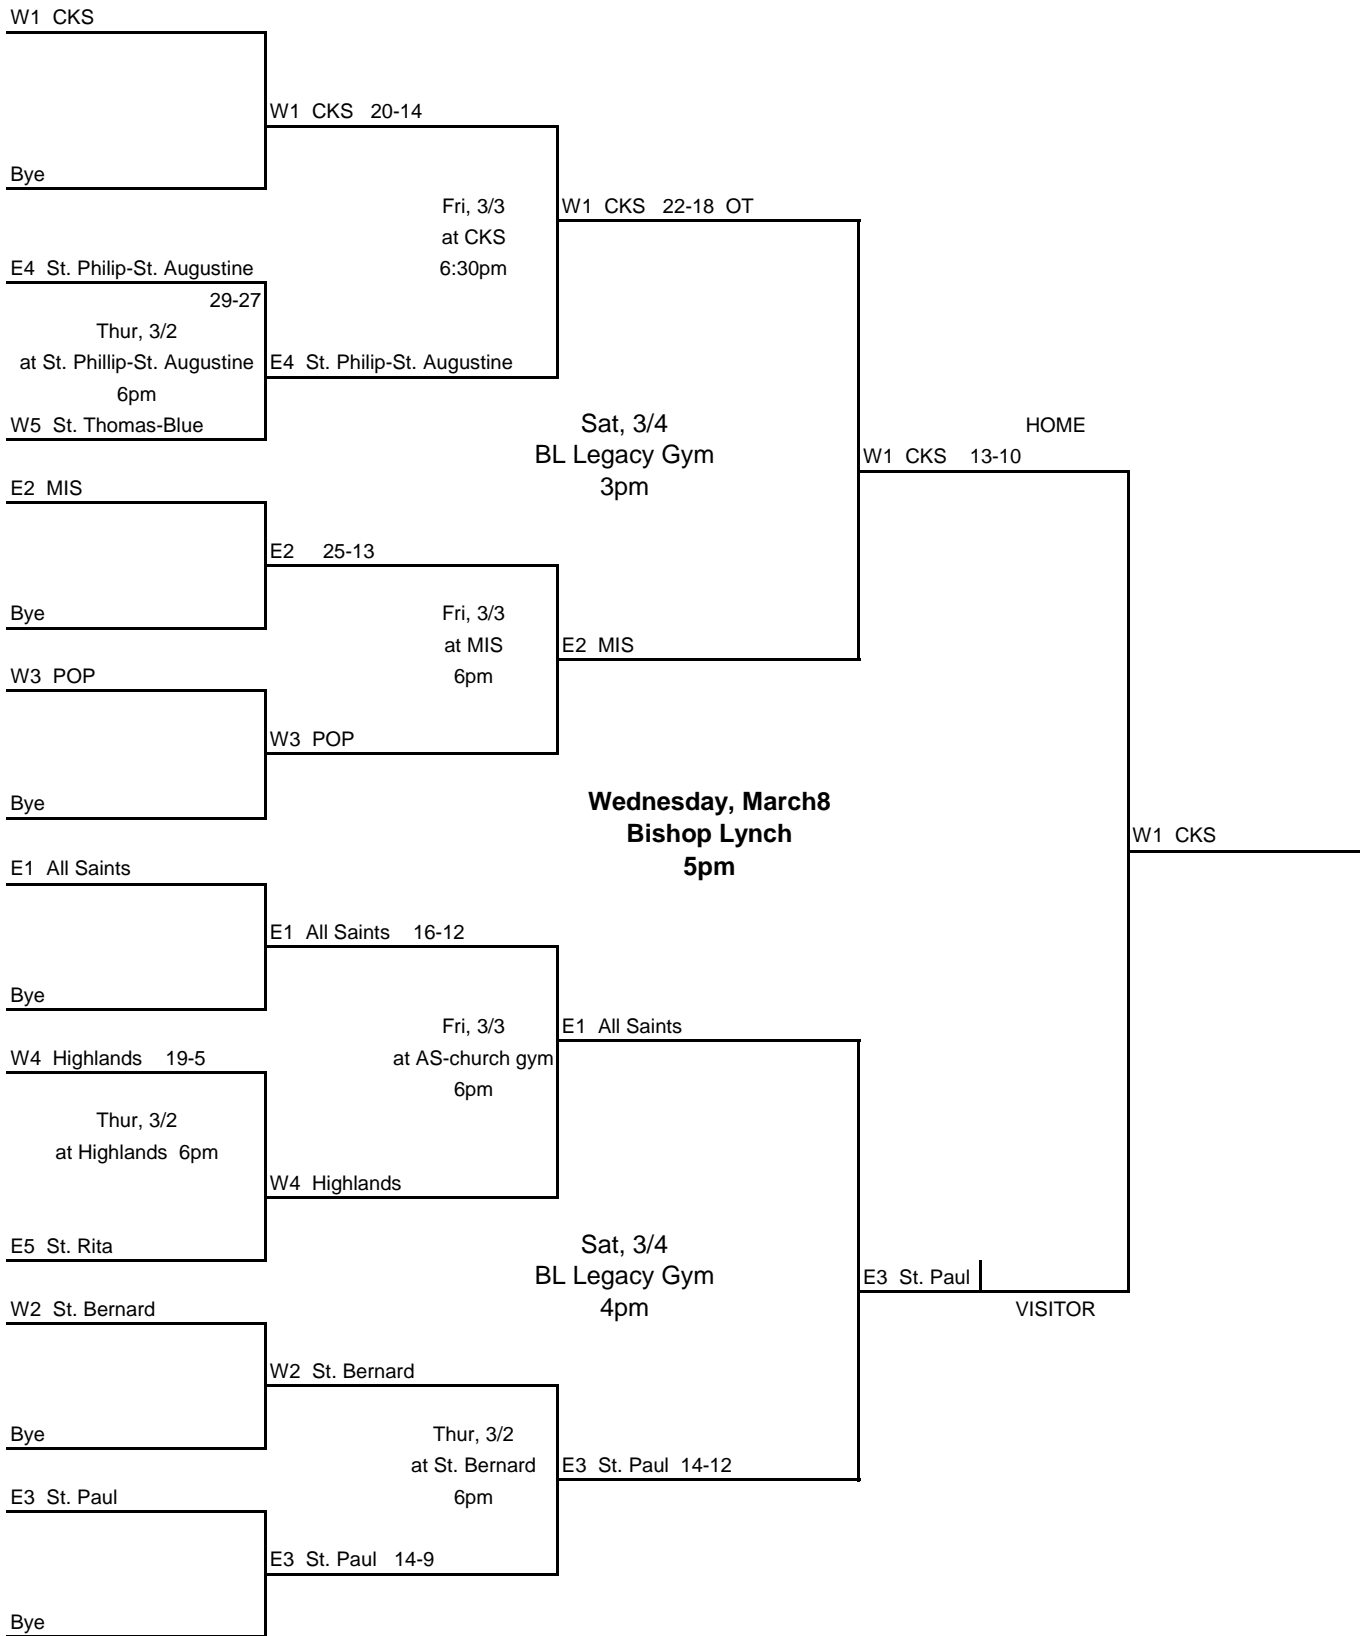 W1 CKS
W1 CKS 20-14
Bye
Fri, 3/3
at CKS
6:30pm
W1 CKS 22-18 OT
E4 St. Philip-St. Augustine
29-27
Thur, 3/2
at St. Phillip-St. Augustine
6pm
E4 St. Philip-St. Augustine
W5 St. Thomas-Blue
Sat, 3/4
BL Legacy Gym
3pm
HOME
W1 CKS 13-10
E2 MIS
E2 25-13
Bye
Fri, 3/3
at MIS
6pm
E2 MIS
W3 POP
W3 POP
Bye
Wednesday, March8
Bishop Lynch
5pm
W1 CKS
E1 All Saints
E1 All Saints 16-12
Bye
Fri, 3/3
at AS-church gym
6pm
E1 All Saints
W4 Highlands 19-5
Thur, 3/2
at Highlands 6pm
W4 Highlands
E5 St. Rita
Sat, 3/4
BL Legacy Gym
4pm
E3 St. Paul
VISITOR
W2 St. Bernard
W2 St. Bernard
Bye
Thur, 3/2
at St. Bernard
6pm
E3 St. Paul 14-12
E3 St. Paul
E3 St. Paul 14-9
Bye